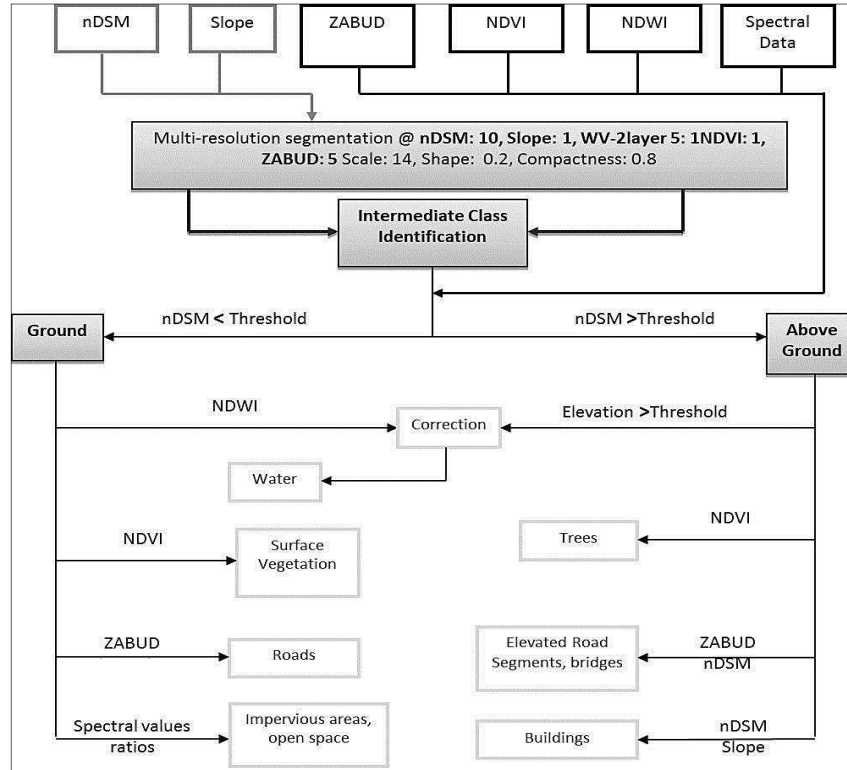 nDSM
Slope
ZABUD
NDVI
NDWI
Spectral
Data
Multi-resolution segmentation @ nDSM: 10, Slope: 1, WV-2layer 5: 1NDVI: 1,
ZABUD: 5 Scale: 14, Shape: 0.2, Compactness: 0.8
Intermediate Class
Identification
nDSM < Threshold
nDSM >Threshold
Ground
Above
Ground
NDWI
Correction
Elevation >Threshold
Water
NDVI
Surface
Vegetation
Trees
NDVI
ZABUD
Roads
Elevated Road
Segments, bridges
ZABUD
nDSM
Spectral values
ratios
Impervious areas,
open space
Buildings
nDSM
Slope